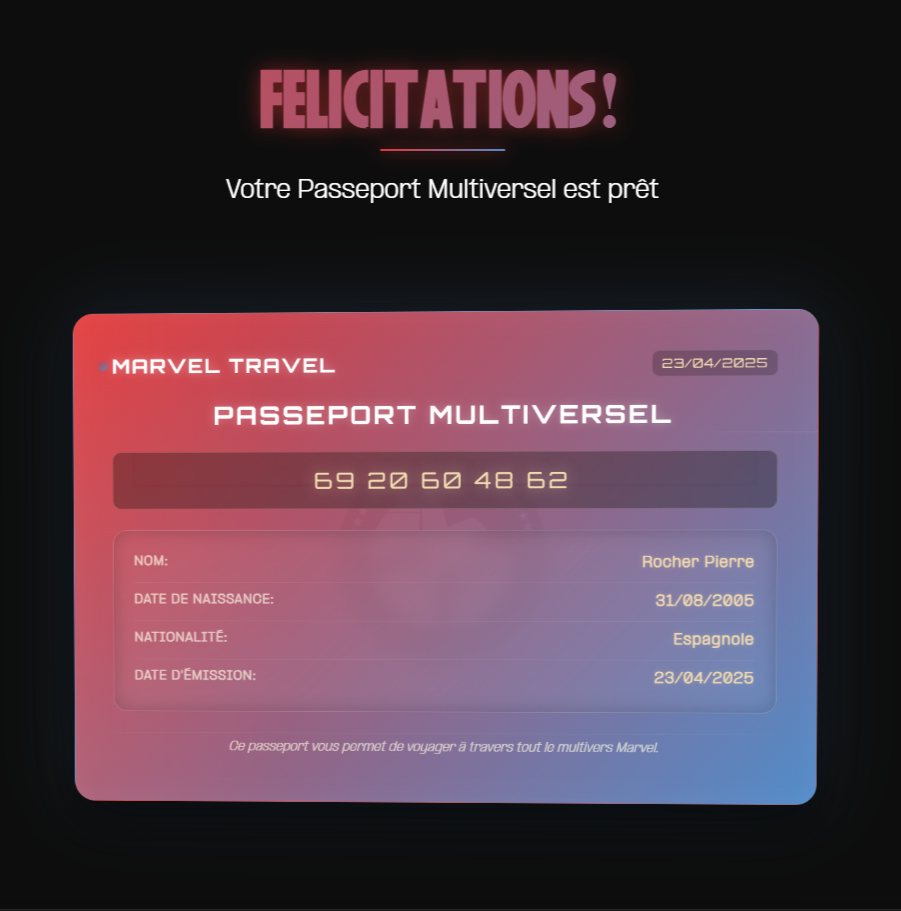 FELICITATIONS!
Votre Passeport Multiversel est prêt
MARVEL TRAVEL
23/04/2025
PASSEPORT MULTIVERSEL
69 20 60 48 62
NOM: Rocher Pierre
DATE DE NAISSANCE: 31/08/2005
NATIONALITÉ: Espagnole
DATE D'ÉMISSION: 23/04/2025
Ce passeport vous permet de voyager à travers tout le multivers Marvel.